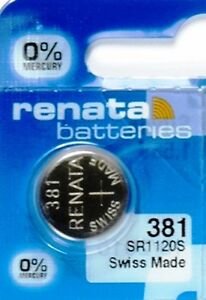 0%
MERCURY
renata
batteries
381
RENATA
SWISS MADE
+
381
SR1120S
Swiss Made
0%
MERCURY